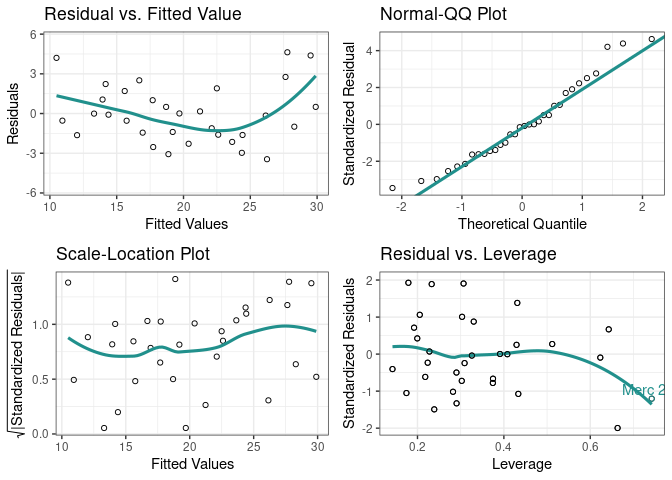 Residual vs. Fitted Value
Residuals
6
3
0
-3
-6
10
15
20
25
30
Fitted Values
Normal-QQ Plot
Standardized Residual
4
2
0
-2
-2
-1
0
1
2
Theoretical Quantile
Scale-Location Plot
√|Standardized Residuals|
1.0
0.5
0.0
10
15
20
25
30
Fitted Values
Residual vs. Leverage
Standardized Residuals
2
1
0
-1
-2
Merc 2
0.2
0.4
0.6
Leverage